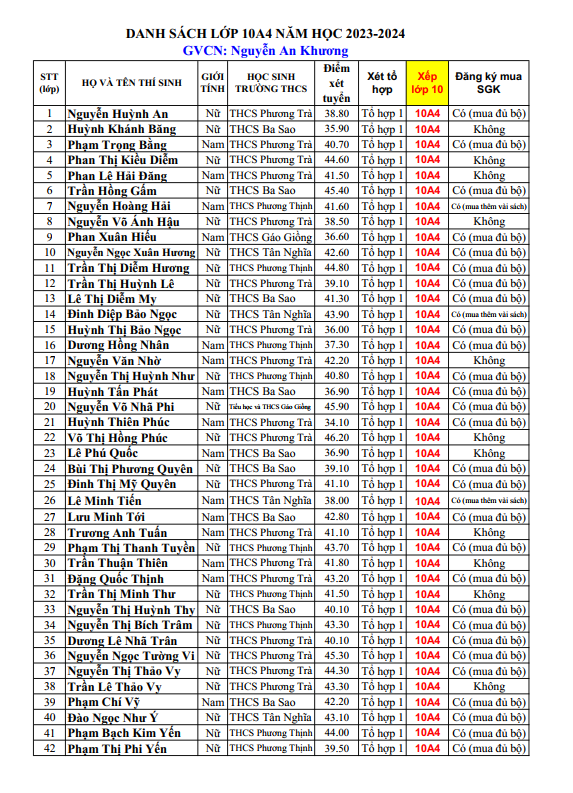 DANH SÁCH LỚP 10A4 NĂM HỌC 2023-2024
GVCN: Nguyễn An Khương
STT (lớp) HỌ VÀ TÊN THÍ SINH GIỚI TÍNH HỌC SINH TRƯỜNG THCS Điểm xét tuyển Xét tổ hợp Xếp lớp 10 Đăng ký mua SGK
1 Nguyễn Huỳnh An Nữ THCS Phương Trà 38.80 Tổ hợp 1 10A4 Có (mua đủ bộ)
2 Huỳnh Khánh Băng Nữ THCS Ba Sao 35.90 Tổ hợp 1 10A4 Không
3 Phạm Trọng Bằng Nam THCS Phương Trà 40.70 Tổ hợp 1 10A4 Có (mua đủ bộ)
4 Phan Thị Kiều Diễm Nữ THCS Phương Trà 44.60 Tổ hợp 1 10A4 Không
5 Phan Lê Hải Đăng Nam THCS Phương Trà 41.50 Tổ hợp 1 10A4 Không
6 Trần Hồng Gấm Nữ THCS Ba Sao 45.40 Tổ hợp 1 10A4 Có (mua đủ bộ)
7 Nguyễn Hoàng Hải Nam THCS Phương Thịnh 41.60 Tổ hợp 1 10A4 Có (mua thêm vài sách)
8 Nguyễn Võ Ánh Hậu Nữ THCS Phương Trà 38.50 Tổ hợp 1 10A4 Không
9 Phan Xuân Hiếu Nam THCS Gáo Giồng 36.60 Tổ hợp 1 10A4 Có (mua đủ bộ)
10 Nguyễn Ngọc Xuân Hương Nữ THCS Tân Nghĩa 42.60 Tổ hợp 1 10A4 Có (mua đủ bộ)
11 Trần Thị Diễm Hương Nữ THCS Phương Thịnh 44.80 Tổ hợp 1 10A4 Có (mua đủ bộ)
12 Trần Thị Huỳnh Lê Nữ THCS Phương Trà 39.10 Tổ hợp 1 10A4 Có (mua đủ bộ)
13 Lê Thị Diễm My Nữ THCS Ba Sao 41.30 Tổ hợp 1 10A4 Có (mua đủ bộ)
14 Đinh Diệp Bảo Ngọc Nữ THCS Tân Nghĩa 43.90 Tổ hợp 1 10A4 Có (mua thêm vài sách)
15 Huỳnh Thị Bảo Ngọc Nữ THCS Phương Trà 36.00 Tổ hợp 1 10A4 Có (mua đủ bộ)
16 Dương Hồng Nhân Nam THCS Phương Thịnh 37.30 Tổ hợp 1 10A4 Có (mua đủ bộ)
17 Nguyễn Văn Nhờ Nam THCS Phương Trà 42.20 Tổ hợp 1 10A4 Không
18 Nguyễn Thị Huỳnh Như Nữ THCS Phương Thịnh 40.80 Tổ hợp 1 10A4 Có (mua đủ bộ)
19 Huỳnh Tấn Phát Nam THCS Ba Sao 36.90 Tổ hợp 1 10A4 Có (mua đủ bộ)
20 Nguyễn Võ Nhã Phi Nữ Tiểu học và THCS Gáo Giồng 45.90 Tổ hợp 1 10A4 Có (mua đủ bộ)
21 Huỳnh Thiên Phúc Nam THCS Phương Trà 34.10 Tổ hợp 1 10A4 Có (mua đủ bộ)
22 Võ Thị Hồng Phúc Nữ THCS Phương Trà 46.20 Tổ hợp 1 10A4 Không
23 Lê Phú Quốc Nam THCS Ba Sao 36.90 Tổ hợp 1 10A4 Không
24 Bùi Thị Phương Quyên Nữ THCS Ba Sao 39.10 Tổ hợp 1 10A4 Có (mua đủ bộ)
25 Đinh Thị Mỹ Quyên Nữ THCS Phương Thịnh 41.10 Tổ hợp 1 10A4 Có (mua đủ bộ)
26 Lê Minh Tiến Nam THCS Tân Nghĩa 38.00 Tổ hợp 1 10A4 Có (mua thêm vài sách)
27 Lưu Minh Tới Nam THCS Ba Sao 42.80 Tổ hợp 1 10A4 Có (mua đủ bộ)
28 Trương Anh Tuấn Nam THCS Phương Trà 41.10 Tổ hợp 1 10A4 Không
29 Phạm Thị Thanh Tuyền Nữ THCS Phương Thịnh 43.70 Tổ hợp 1 10A4 Có (mua đủ bộ)
30 Trần Thuận Thiên Nam THCS Phương Trà 41.80 Tổ hợp 1 10A4 Không
31 Đặng Quốc Thịnh Nam THCS Phương Trà 43.20 Tổ hợp 1 10A4 Có (mua đủ bộ)
32 Trần Thị Minh Thư Nữ THCS Phương Trà 41.50 Tổ hợp 1 10A4 Không
33 Nguyễn Thị Huỳnh Thy Nữ THCS Ba Sao 40.10 Tổ hợp 1 10A4 Có (mua đủ bộ)
34 Nguyễn Thị Bích Trâm Nữ THCS Phương Thịnh 43.30 Tổ hợp 1 10A4 Có (mua đủ bộ)
35 Dương Lê Nhã Trân Nữ THCS Phương Trà 40.10 Tổ hợp 1 10A4 Có (mua đủ bộ)
36 Nguyễn Ngọc Tường Vi Nữ THCS Phương Trà 45.30 Tổ hợp 1 10A4 Có (mua đủ bộ)
37 Nguyễn Thị Thảo Vy Nữ THCS Phương Trà 44.30 Tổ hợp 1 10A4 Có (mua đủ bộ)
38 Trần Lê Thảo Vy Nữ THCS Phương Trà 43.30 Tổ hợp 1 10A4 Không
39 Phạm Chí Vỹ Nam THCS Ba Sao 42.20 Tổ hợp 1 10A4 Có (mua đủ bộ)
40 Đào Ngọc Như Ý Nữ THCS Tân Nghĩa 43.10 Tổ hợp 1 10A4 Có (mua đủ bộ)
41 Phạm Bạch Kim Yến Nữ THCS Phương Thịnh 44.00 Tổ hợp 1 10A4 Có (mua đủ bộ)
42 Phạm Thị Phi Yến Nữ THCS Phương Thịnh 39.50 Tổ hợp 1 10A4 Có (mua đủ bộ)